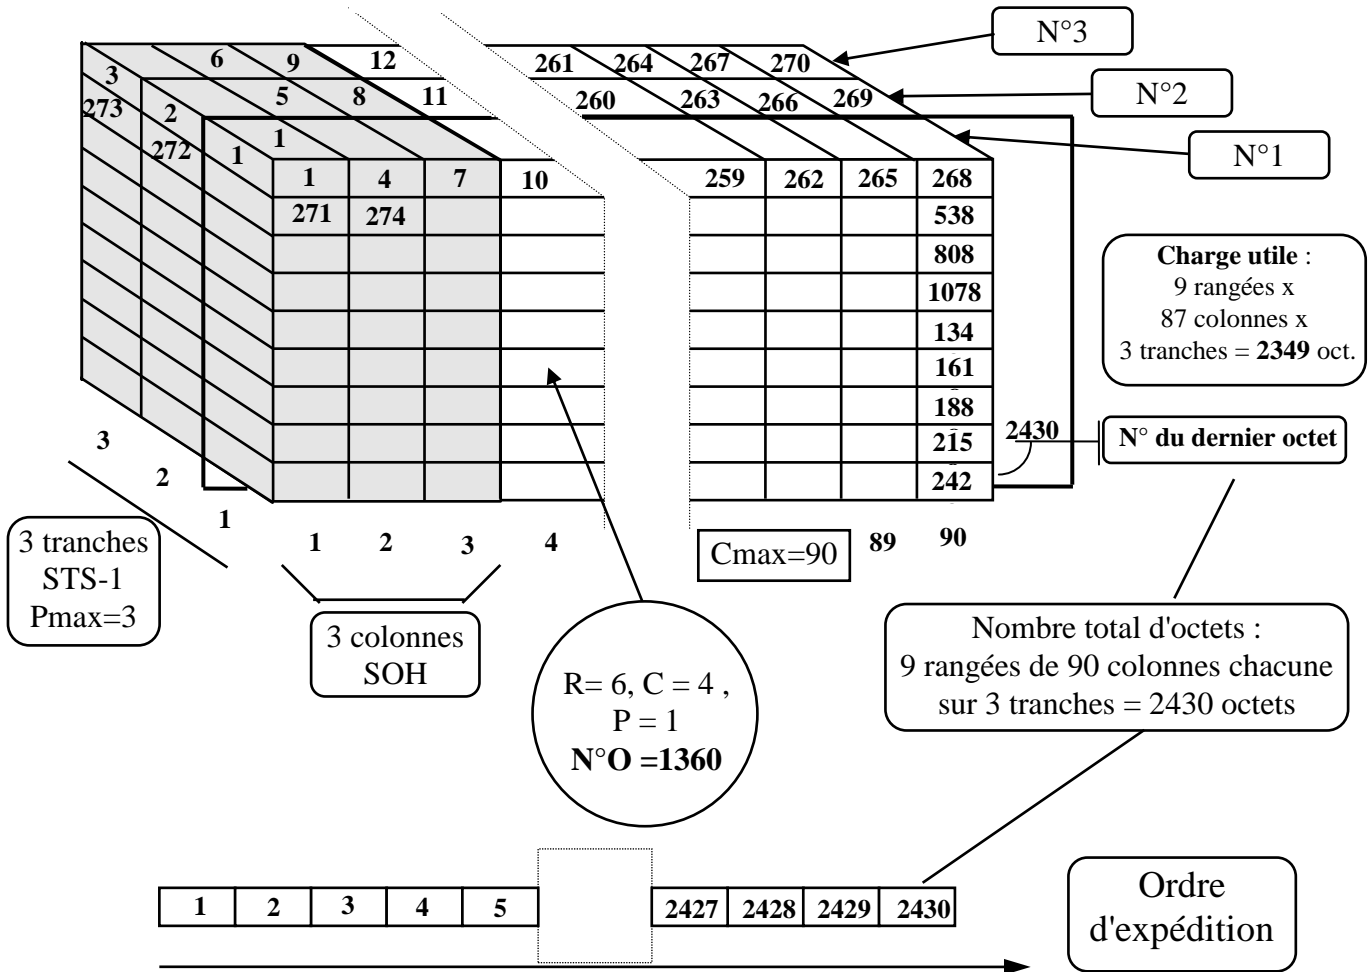 N°3
6 9 12 261 264 267 270
3
N°2
5 8 11 260 263 266 269
273 2
1
272 1
N°1
1 4 7 10 259 262 265 268
271 274 538
808
Charge utile :
9 rangées x
87 colonnes x
3 tranches = 2349 oct.
1078
134
161
188
215
242
2430
N° du dernier octet
3
2
1
3 tranches
STS-1
Pmax=3
1 2 3 4
Cmax=90
89 90
3 colonnes
SOH
R= 6, C = 4 ,
P = 1
N°O =1360
Nombre total d'octets :
9 rangées de 90 colonnes chacune
sur 3 tranches = 2430 octets
1 2 3 4 5 2427 2428 2429 2430
Ordre
d'expédition